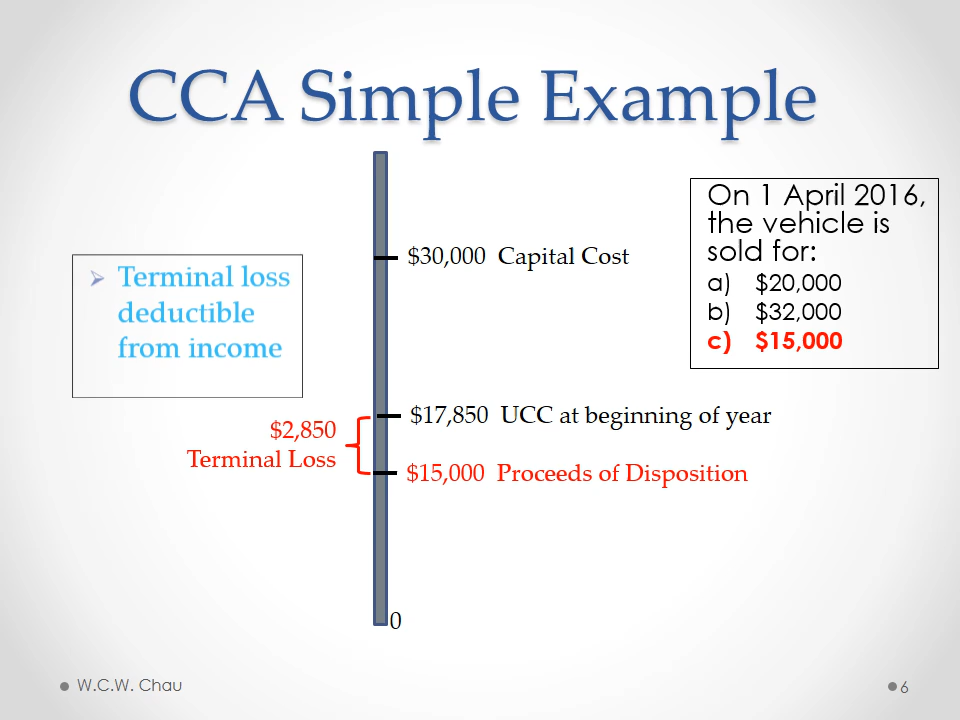 CCA Simple Example
On 1 April 2016,
the vehicle is
sold for:
a) $20,000
b) $32,000
c) $15,000
$30,000 Capital Cost
Terminal loss
deductible
from income
$17,850 UCC at beginning of year
$2,850
Terminal Loss
$15,000 Proceeds of Disposition
0
W.C.W. Chau
6